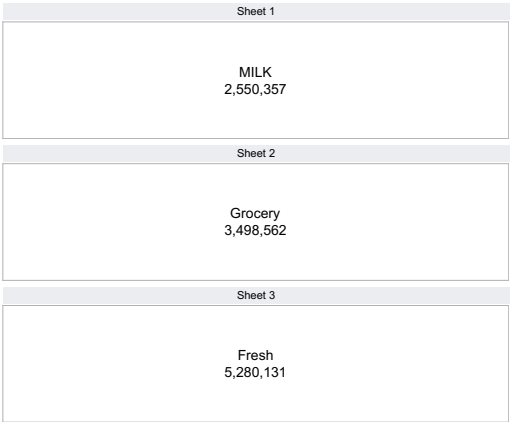 Sheet 1
MILK
2,550,357
Sheet 2
Grocery
3,498,562
Sheet 3
Fresh
5,280,131